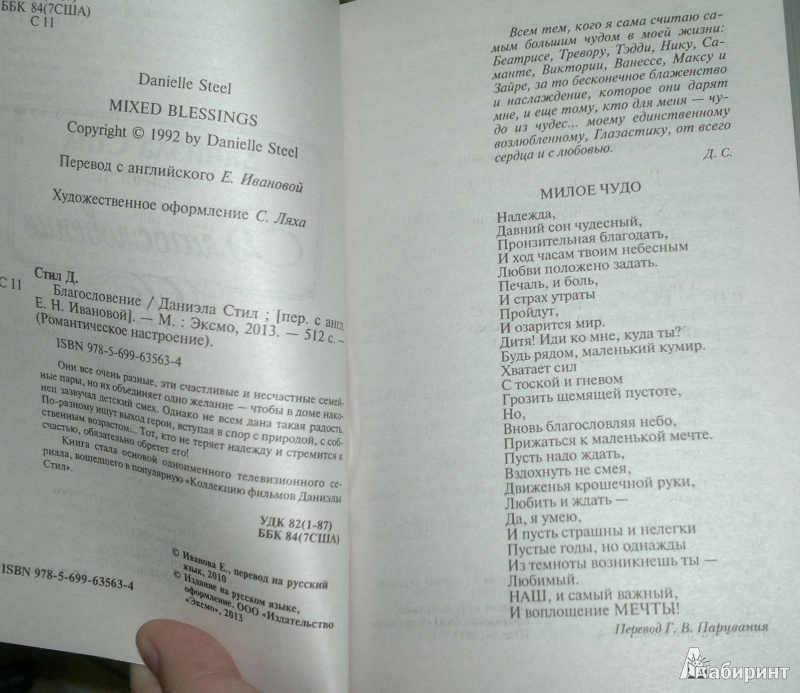 ББК 84(7США)
С 11
Danielle Steel
MIXED BLESSINGS
Copyright © 1992 by Danielle Steel
Перевод с английского Е. Ивановой
Художественное оформление С. Ляха
Стил Д.
С 11
Благословение / Даниэла Стил ; [пер. с англ.
Е. Н. Ивановой]. — М. : Эксмо, 2013. — 512 с. –
(Романтическое настроение).
ISBN 978-5-699-63563-4
Они все очень разные, эти счастливые и несчастные семей-
ные пары, но их объединяет одно желание — чтобы в доме нако-
нец зазвучал детский смех. Однако не всем дана такая радость.
По-разному ищут выход герои, вступая в спор с природой, с соб-
ственным возрастом... Тот, кто не теряет надежду и стремится к
счастью, обязательно обретет его!
Книга стала основой одноименного телевизионного се-
риала, вошедшего в популярную «Коллекцию фильмов Даниэлы
Стил».
УДК 82(1-87)
ББК 84(7США)
© Иванова Е., перевод на русский
язык, 2010
© Издание на русском языке,
оформление. ООО «Издательство
«Эксмо», 2013
ISBN 978-5-699-63563-4
Всем тем, кого я сама считаю са-
мым большим чудом в моей жизни:
Беатрисе, Тревору, Тэдди, Нику, Са-
манте, Виктории, Ванессе, Максу и
Зайре, за то бесконечное блаженство
и наслаждение, которое они дарят
мне, и еще тому, кто для меня — чу-
до из чудес... моему единственному
возлюбленному, Глазастику, от всего
сердца и с любовью.
Д. С.
МИЛОЕ ЧУДО
Надежда,
Давний сон чудесный,
Пронзительная благодать,
И ход часам твоим небесным
Любви положено задать.
Печаль, и боль,
И страх утраты
Пройдут,
И озарится мир.
Дитя! Иди ко мне, куда ты?
Будь рядом, маленький кумир.
Хватает сил
С тоской и гневом
Грозить щемящей пустоте,
Но,
Вновь благословляя небо,
Прижаться к маленькой мечте.
Пусть надо ждать,
Вздохнуть не смея,
Движенья крошечной руки,
Любить и ждать —
Да, я умею,
И пусть страшны и нелегки
Пустые годы, но однажды
Из темноты возникнешь ты —
Любимый.
НАШ, и самый важный,
И воплощение МЕЧТЫ!
Перевод Г. В. Парцвания
Лабиринт